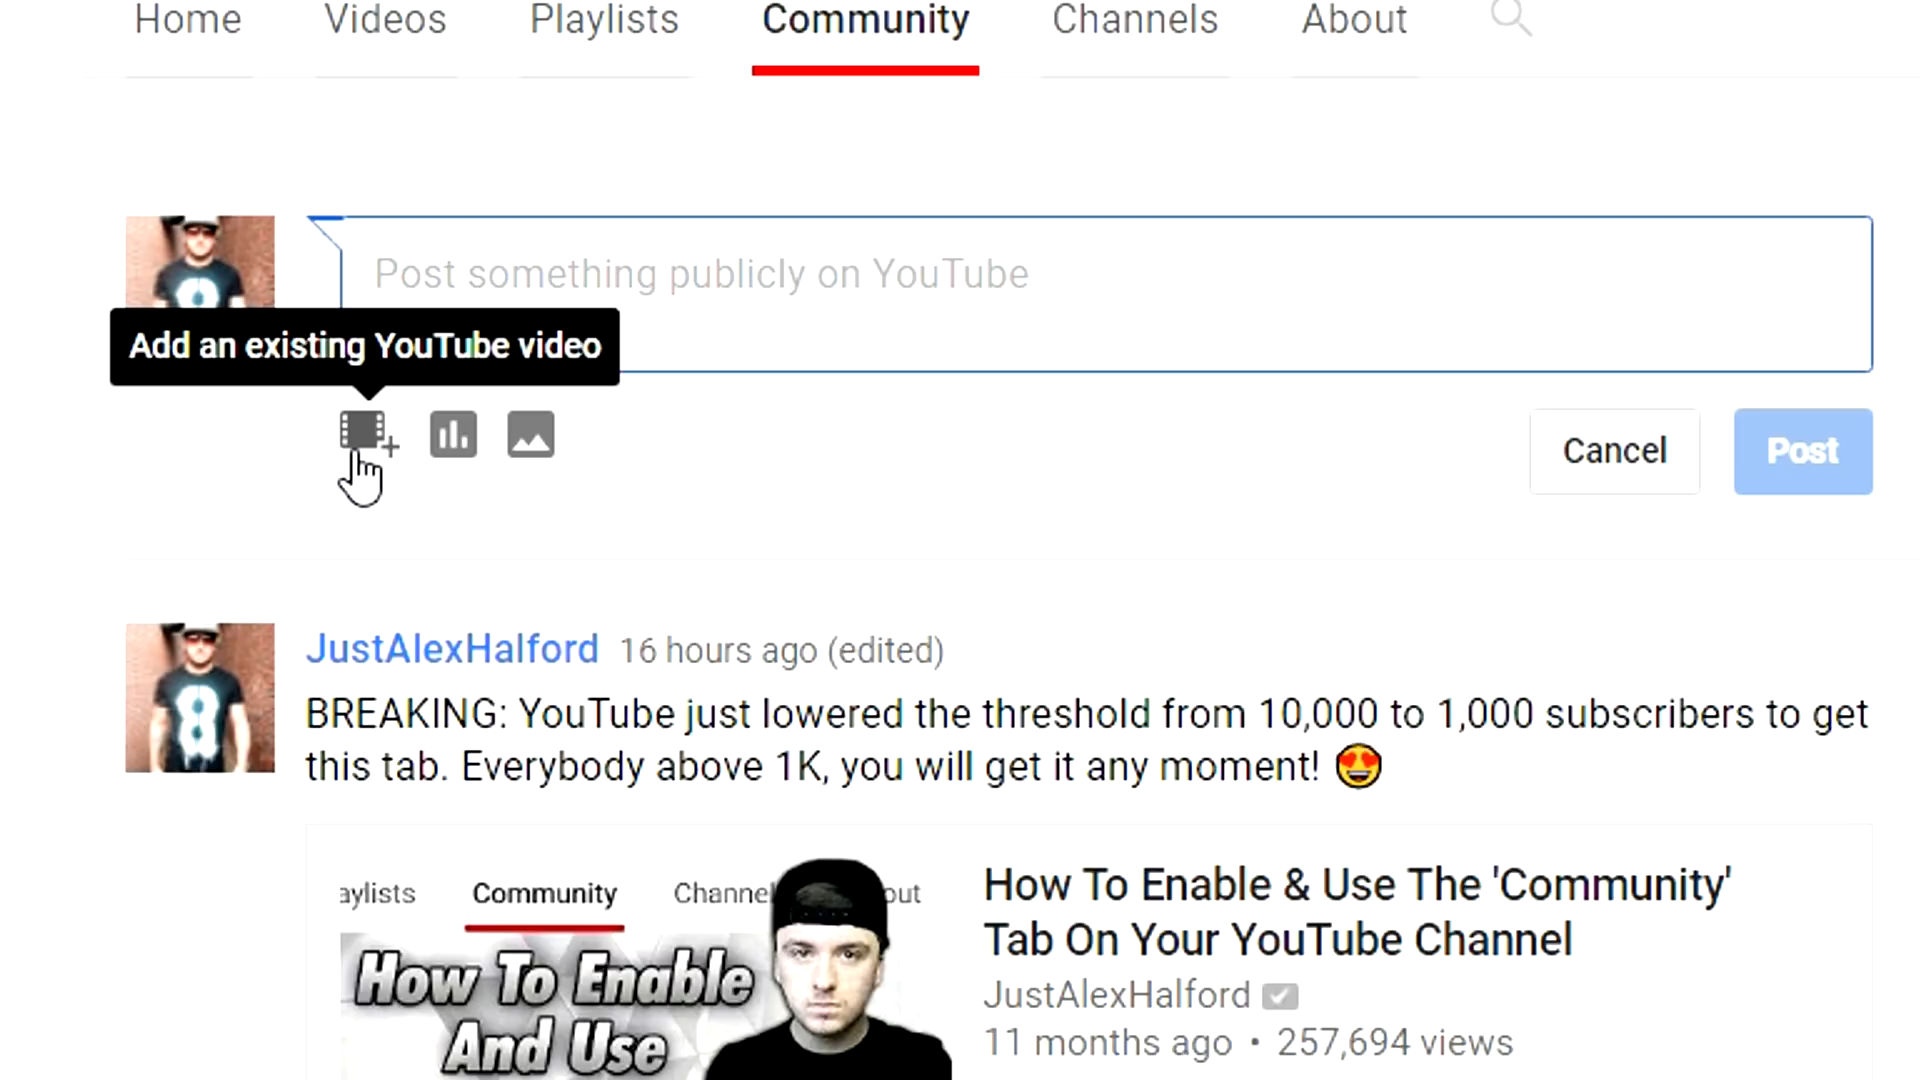 Home Videos Playlists Community Channels About
Post something publicly on YouTube
Add an existing YouTube video
Cancel Post
JustAlexHalford 16 hours ago (edited)
BREAKING: YouTube just lowered the threshold from 10,000 to 1,000 subscribers to get
this tab. Everybody above 1K, you will get it any moment! 😍
aylists Community Channel out
How To Enable
And Use
How To Enable & Use The 'Community'
Tab On Your YouTube Channel
JustAlexHalford
11 months ago • 257,694 views